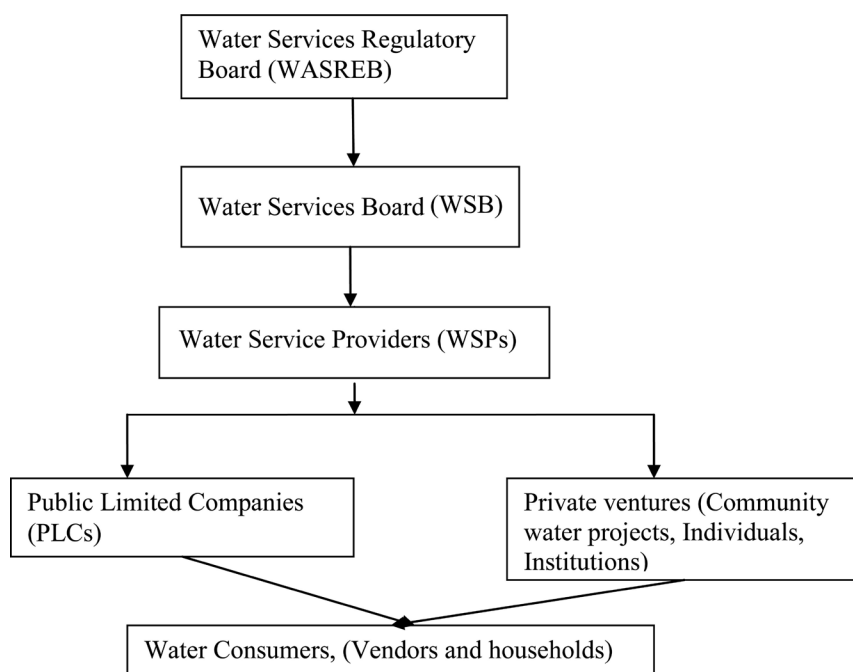 Water Services Regulatory
Board (WASREB)
Water Services Board (WSB)
Water Service Providers (WSPs)
Public Limited Companies
(PLCs)
Private ventures (Community
water projects, Individuals,
Institutions)
Water Consumers, (Vendors and households)